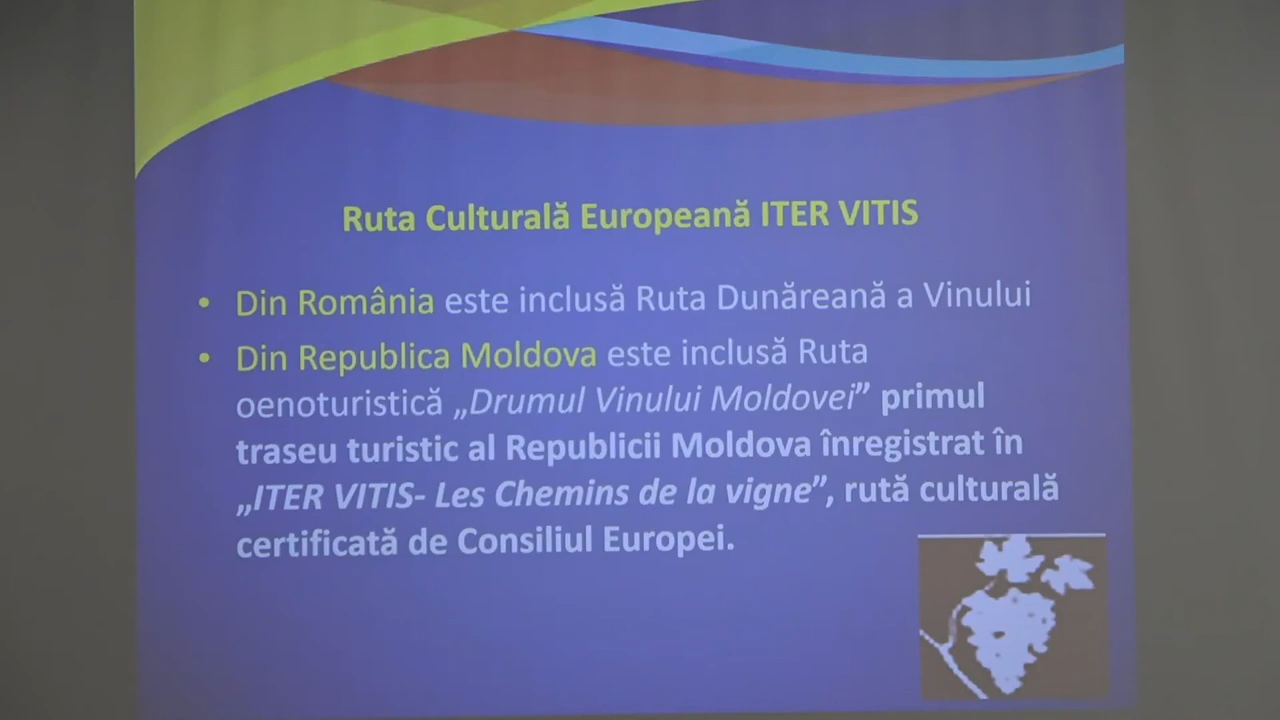 Ruta Culturală Europeană ITER VITIS
• Din România este inclusă Ruta Dunăreană a Vinului
• Din Republica Moldova este inclusă Ruta
oenoturistică „Drumul Vinului Moldovei” primul
traseu turistic al Republicii Moldova înregistrat în
„ITER VITIS- Les Chemins de la vigne”, rută culturală
certificată de Consiliul Europei.